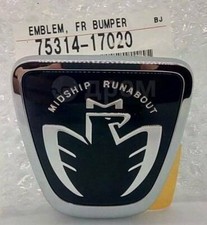 EMBLEM, FR BUMPER
75314-17020
BJ
MIDSHIP RUNABOUT